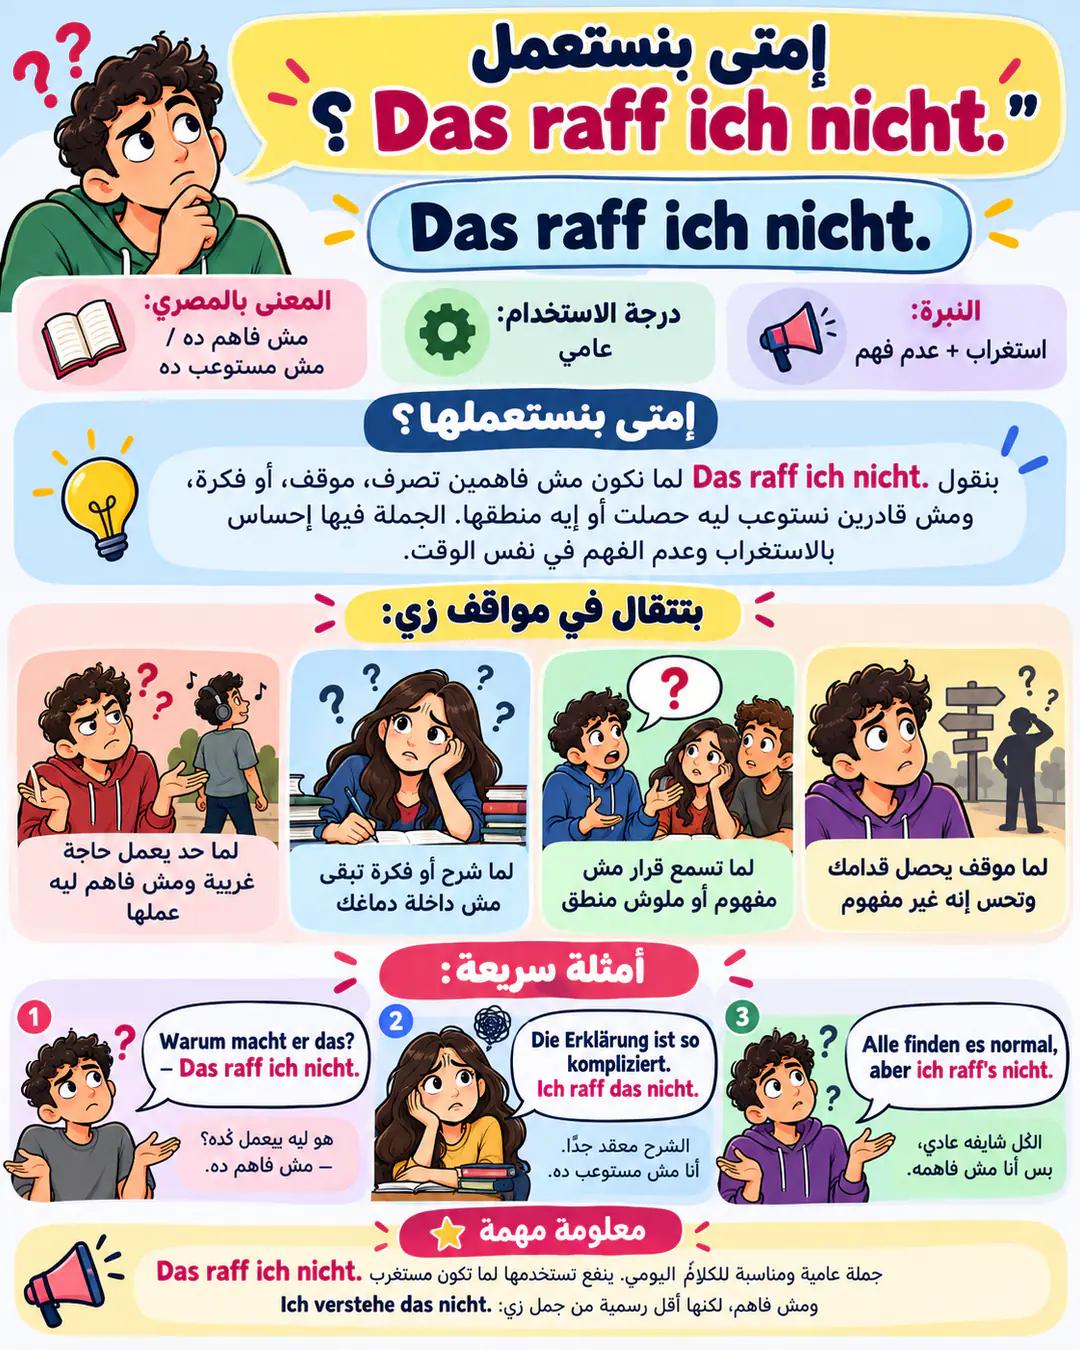 إمتى بنستعمل
Das raff ich nicht.” ؟
Das raff ich nicht.
النبرة:
استغراب + عدم فهم
درجة الاستخدام:
عامي
المعنى بالمصري:
مش فاهم ده /
مش مستوعب ده
إمتى بنستعملها؟
بنقول Das raff ich nicht. لما نكون مش فاهمين تصرف، موقف، أو فكرة،
ومش قادرين نستوعب ليه حصلت أو إيه منطقها. الجملة فيها إحساس
بالاستغراب وعدم الفهم في نفس الوقت.
بتتقال في مواقف زي:
لما موقف يحصل قدامك
وتحس إنه غير مفهوم
لما تسمع قرار مش
مفهوم أو ملوش منطق
لما شرح أو فكرة تبقى
مش داخلة دماغك
لما حد يعمل حاجة
غريبة ومش فاهم ليه
عملها
أمثلة سريعة:
1
Warum macht er das?
– Das raff ich nicht.
هو ليه بيعمل كُده؟
– مش فاهم ده.
2
Die Erklärung ist so
kompliziert.
Ich raff das nicht.
الشرح معقد جدًا.
أنا مش مستوعب ده.
3
Alle finden es normal,
aber ich raff's nicht.
الكُل شايفه عادي،
بس أنا مش فاهمه.
معلومة مهمة
Das raff ich nicht. جملة عامية ومناسبة للكلامُ اليومي. ينفع تستخدمها لما تكون مستغرب
ومش فاهم، لكنها أقل رسمية من جمل زي: Ich verstehe das nicht.